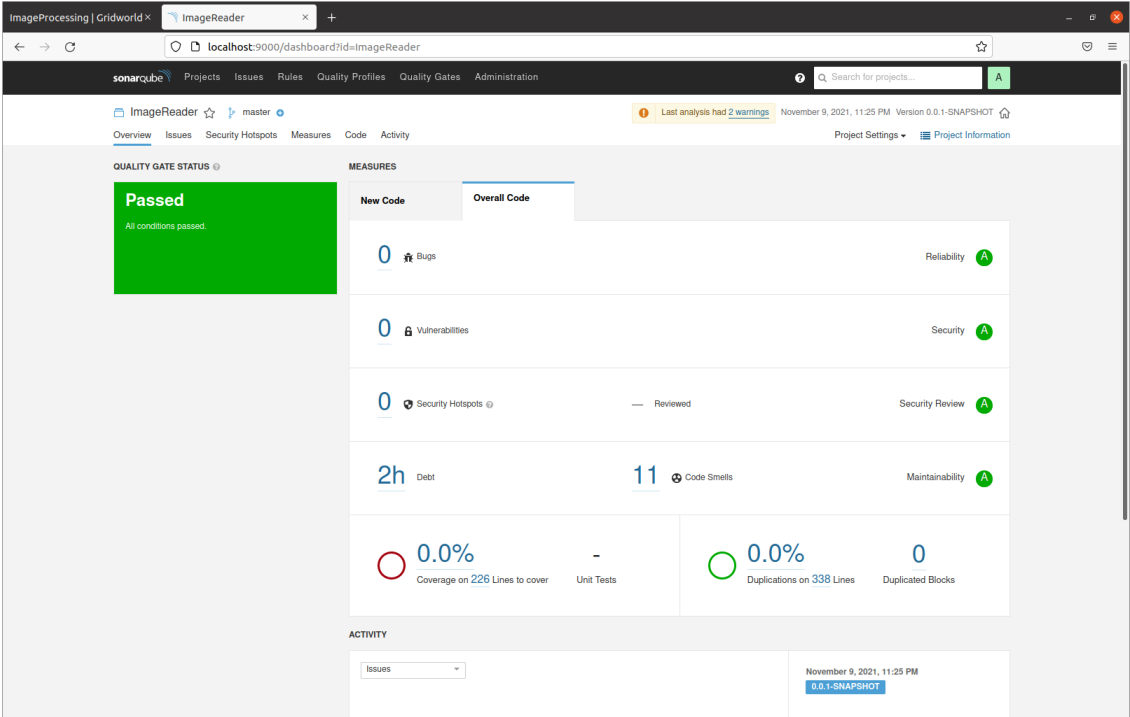 ImageProcessing | Gridworld × ImageReader × +
localhost:9000/dashboard?id=ImageReader
sonarqube Projects Issues Rules Quality Profiles Quality Gates Administration ? Search for projects... A
ImageReader master Last analysis had 2 warnings November 9, 2021, 11:25 PM Version 0.0.1-SNAPSHOT
Overview Issues Security Hotspots Measures Code Activity Project Settings Project Information
QUALITY GATE STATUS ? MEASURES
Passed
All conditions passed.
New Code Overall Code
0 Bugs Reliability A
0 Vulnerabilities Security A
0 Security Hotspots ? — Reviewed Security Review A
2h Debt 11 Code Smells Maintainability A
0.0% - 0.0% 0
Coverage on 226 Lines to cover Unit Tests Duplications on 338 Lines Duplicated Blocks
ACTIVITY
Issues November 9, 2021, 11:25 PM
0.0.1-SNAPSHOT